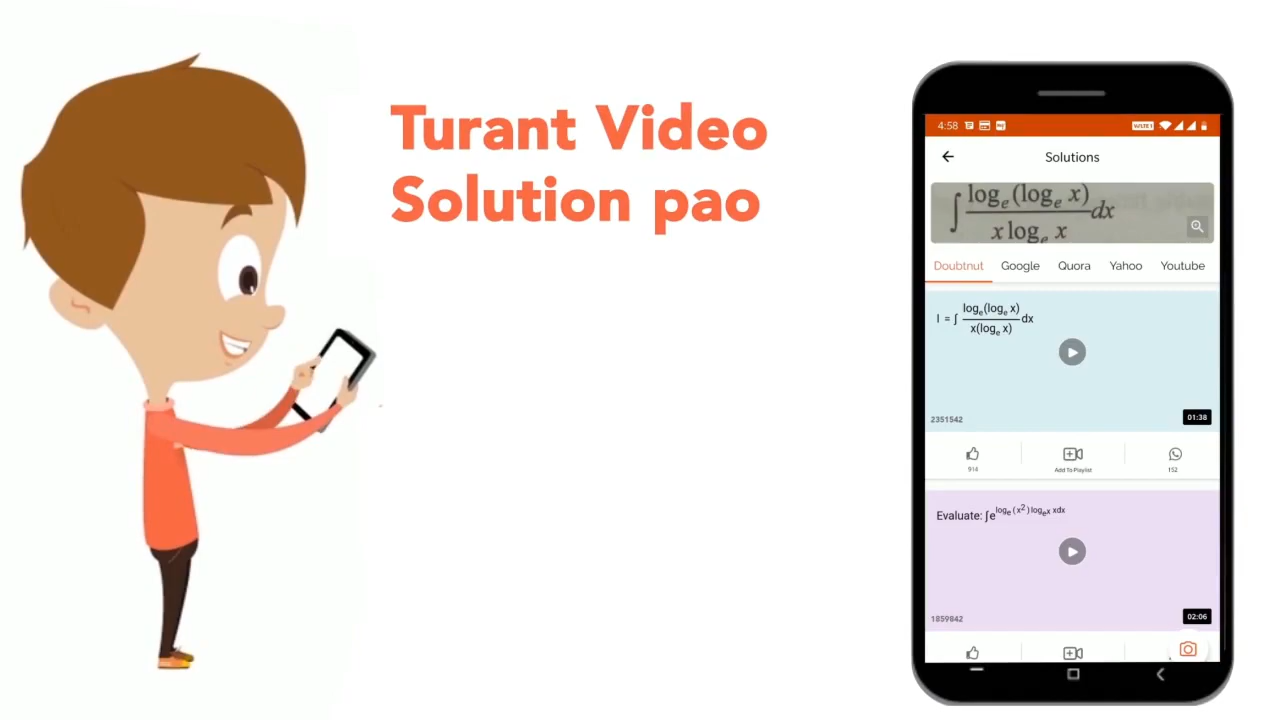 Turant Video
Solution pao
4:58
VoLTE1
Solutions
∫ logₑ(logₑ x) / x logₑ x dx
Doubtnut Google Quora Yahoo Youtube
I = ∫ logₑ(logₑ x) / x(logₑ x) dx
2351542 01:38
914 Add To Playlist 152
Evaluate: ∫e^logₑ(x²)logₑx xdx
1859842 02:06